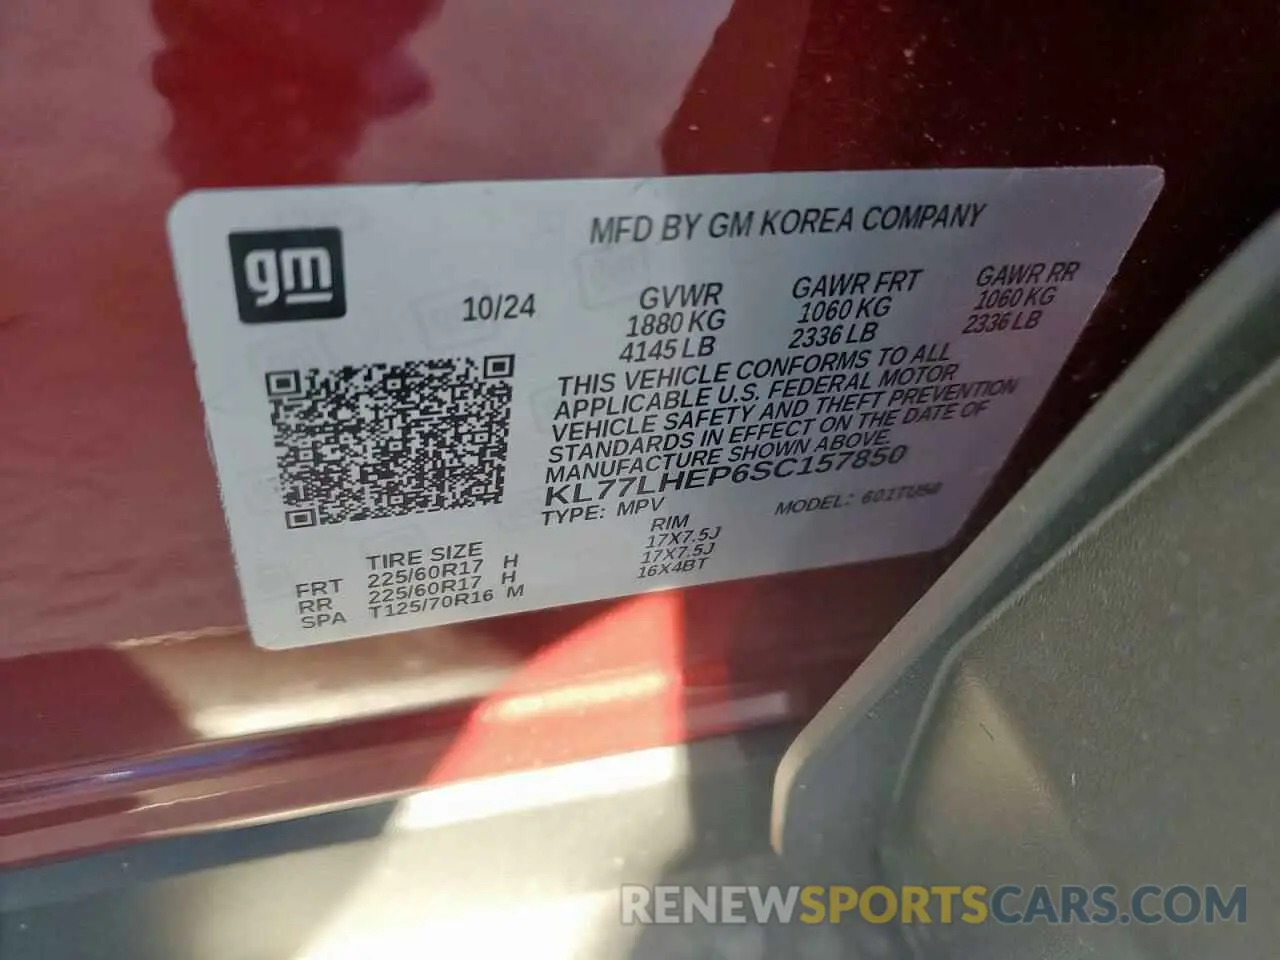 gm
MFD BY GM KOREA COMPANY
10/24
GVWR GAWR FRT GAWR RR
1880 KG 1060 KG 1060 KG
4145 LB 2336 LB 2336 LB
THIS VEHICLE CONFORMS TO ALL
APPLICABLE U.S. FEDERAL MOTOR
VEHICLE SAFETY AND THEFT PREVENTION
STANDARDS IN EFFECT ON THE DATE OF
MANUFACTURE SHOWN ABOVE.
KL77LHEP6SC157850
TYPE: MPV MODEL: 601TU58
TIRE SIZE RIM
FRT 225/60R17 H 17X7.5J
RR 225/60R17 H 17X7.5J
SPA T125/70R16 M 16X4BT
RENEWSPORTSCARS.COM